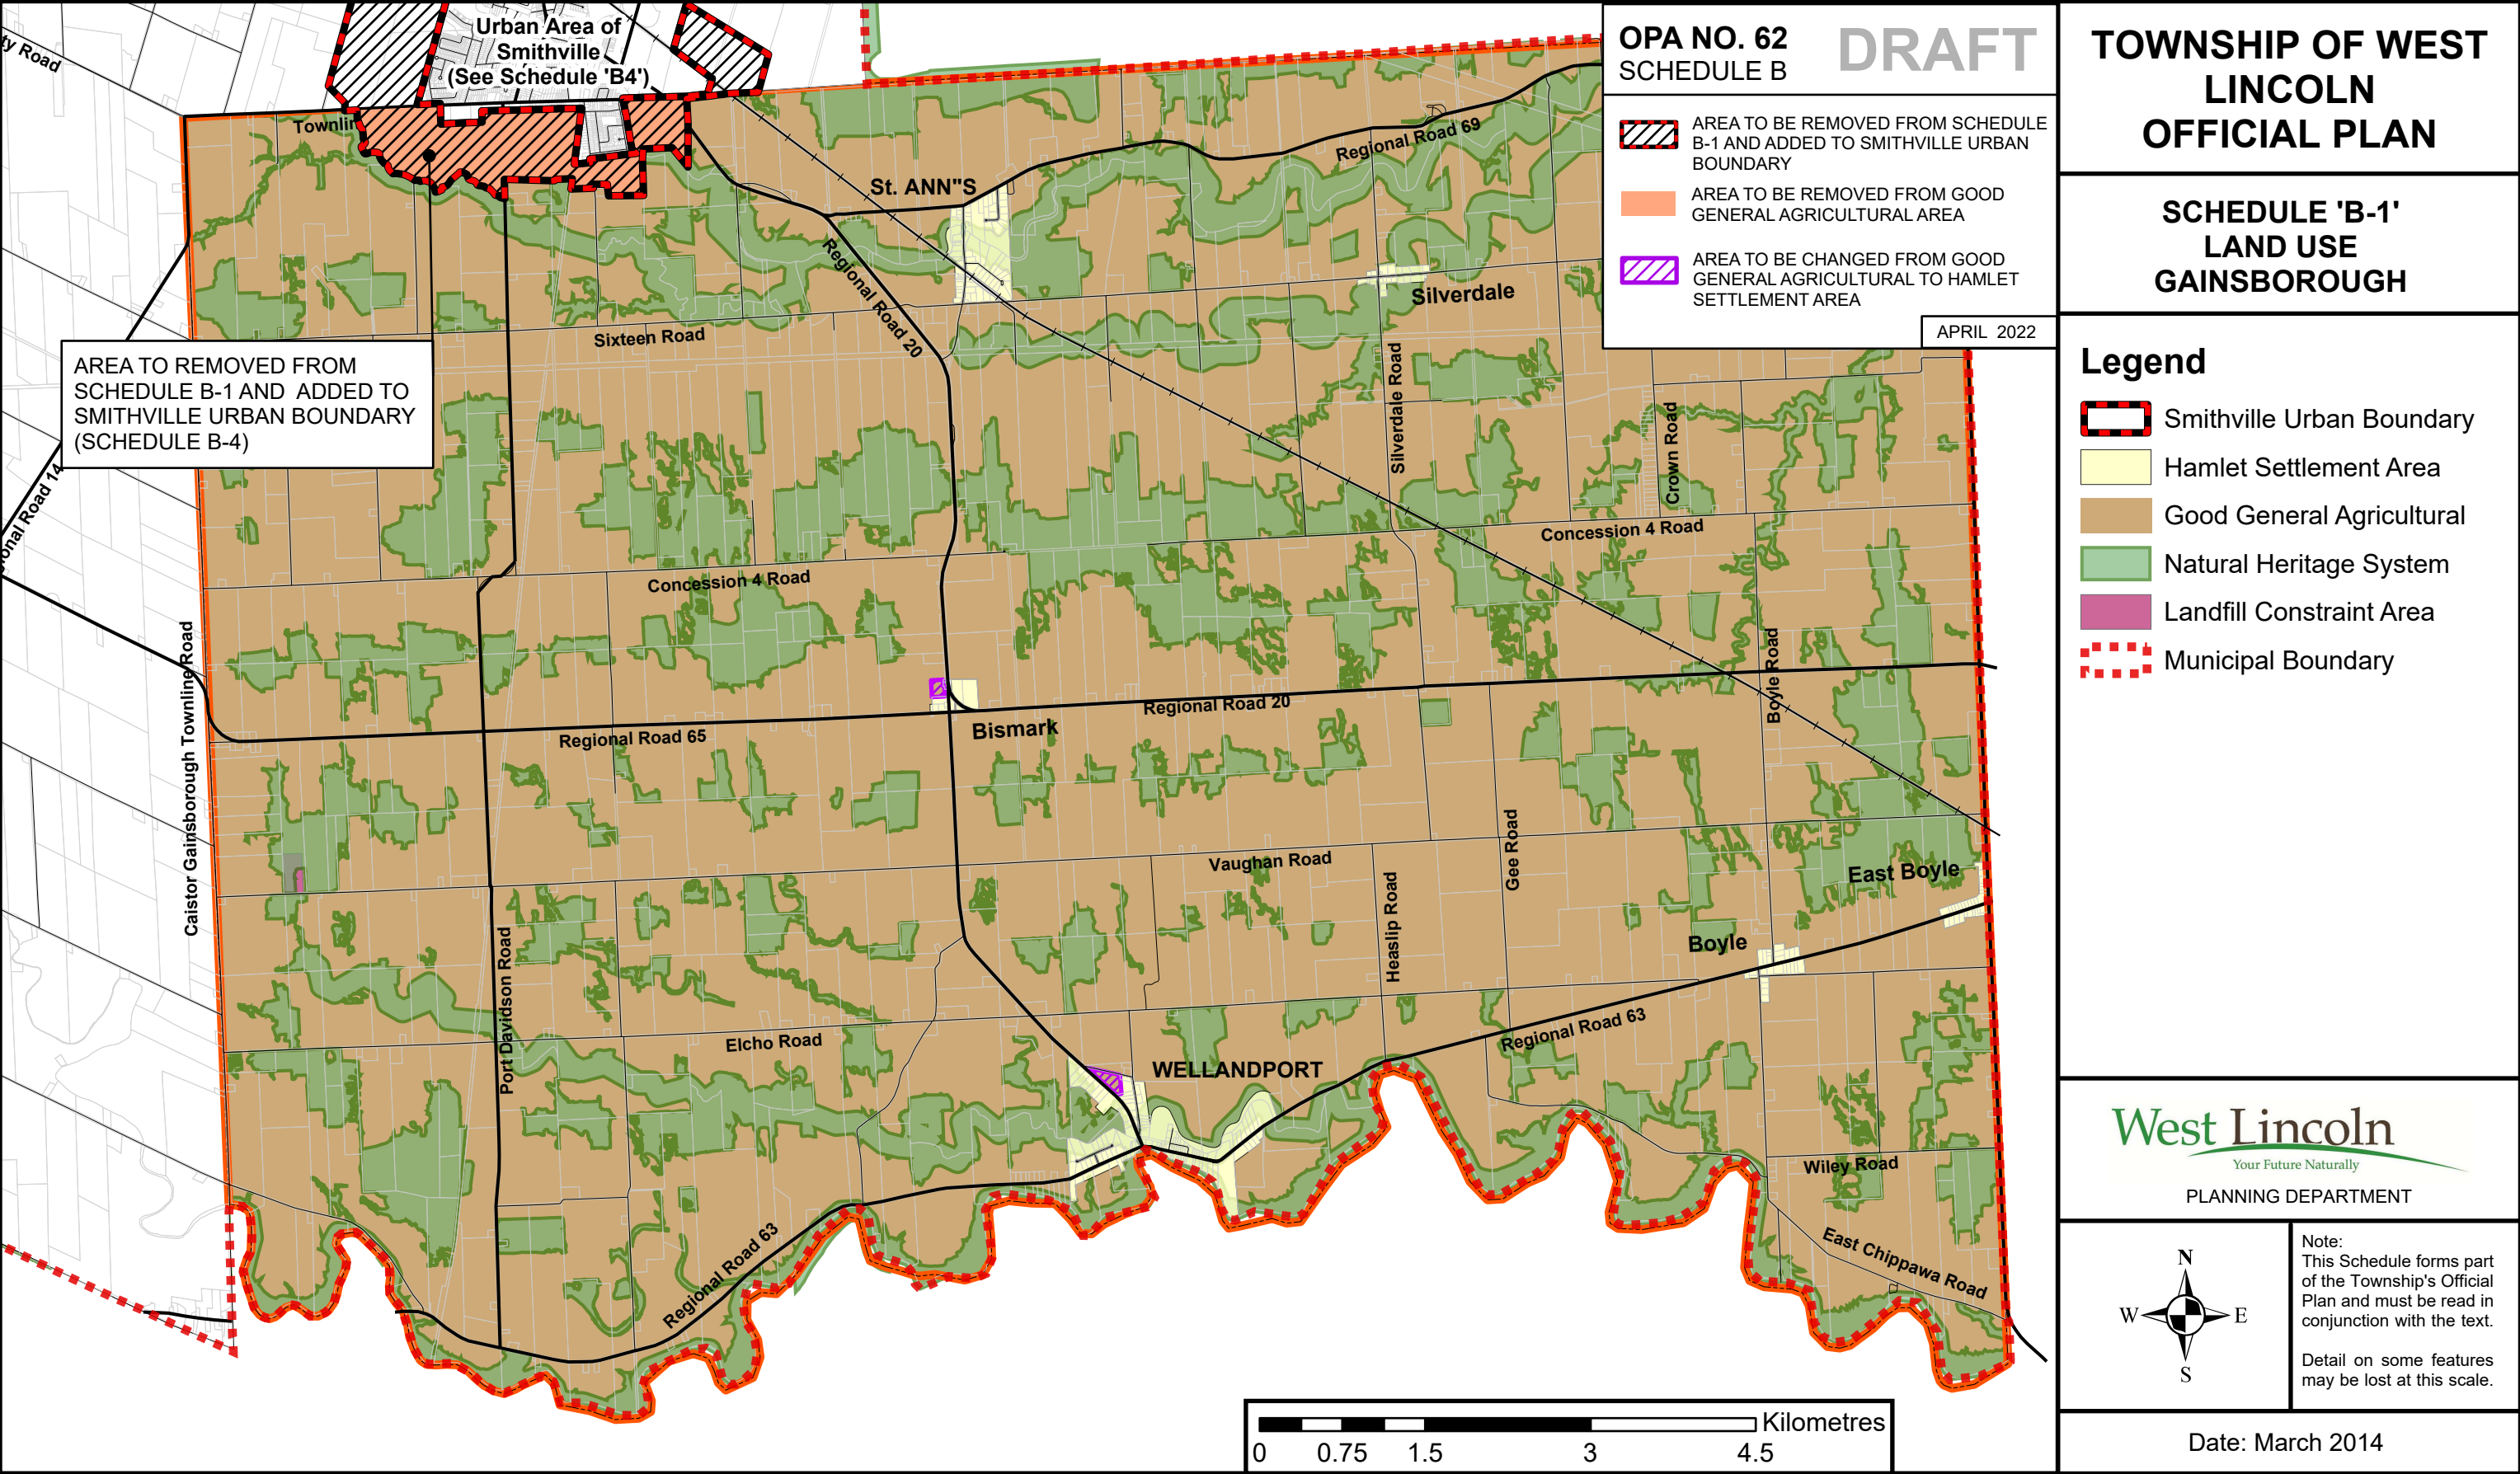 Urban Area of
Smithville
(See Schedule 'B4')
OPA NO. 62
SCHEDULE B
DRAFT
AREA TO BE REMOVED FROM SCHEDULE
B-1 AND ADDED TO SMITHVILLE URBAN
BOUNDARY
AREA TO BE REMOVED FROM GOOD
GENERAL AGRICULTURAL AREA
AREA TO BE CHANGED FROM GOOD
GENERAL AGRICULTURAL TO HAMLET
SETTLEMENT AREA
APRIL 2022
TOWNSHIP OF WEST
LINCOLN
OFFICIAL PLAN
SCHEDULE 'B-1'
LAND USE
GAINSBOROUGH
Legend
Smithville Urban Boundary
Hamlet Settlement Area
Good General Agricultural
Natural Heritage System
Landfill Constraint Area
Municipal Boundary
West Lincoln
Your Future Naturally
PLANNING DEPARTMENT
N
W
E
S
Note:
This Schedule forms part
of the Township's Official
Plan and must be read in
conjunction with the text.
Detail on some features
may be lost at this scale.
Date: March 2014
ty Road
Townlin
Regional Road 69
St. ANN"S
Regional Road 20
Silverdale
Sixteen Road
AREA TO REMOVED FROM
SCHEDULE B-1 AND ADDED TO
SMITHVILLE URBAN BOUNDARY
(SCHEDULE B-4)
Silverdale Road
Crown Road
ional Road 14
Concession 4 Road
Concession 4 Road
Caistor Gainsborough Townline Road
Boyle Road
Regional Road 20
Bismark
Regional Road 65
Vaughan Road
Gee Road
East Boyle
Heaslip Road
Boyle
Port Davidson Road
Elcho Road
Regional Road 63
WELLANDPORT
Wiley Road
East Chippawa Road
Regional Road 63
Kilometres
0 0.75 1.5 3 4.5